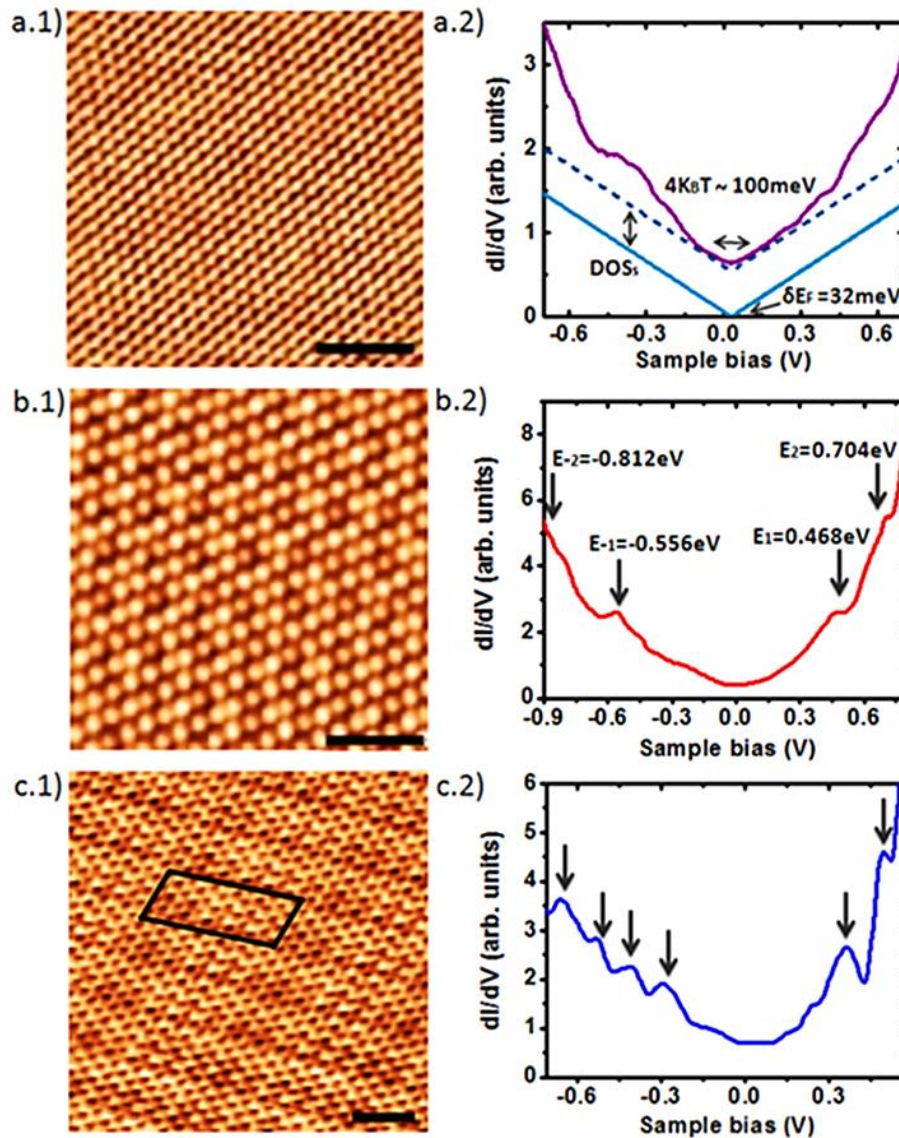 a.1)
a.2)
dI/dV (arb. units)
3
2
1
0
4KBT ~ 100meV
DOSs
δEF=32meV
-0.6 -0.3 0.0 0.3 0.6
Sample bias (V)
b.1)
b.2)
dI/dV (arb. units)
8
6
4
2
0
E-2=-0.812eV
E2=0.704eV
E-1=-0.556eV
E1=0.468eV
-0.9 -0.6 -0.3 0.0 0.3 0.6
Sample bias (V)
c.1)
c.2)
dI/dV (arb. units)
6
5
4
3
2
1
0
-0.6 -0.3 0.0 0.3
Sample bias (V)